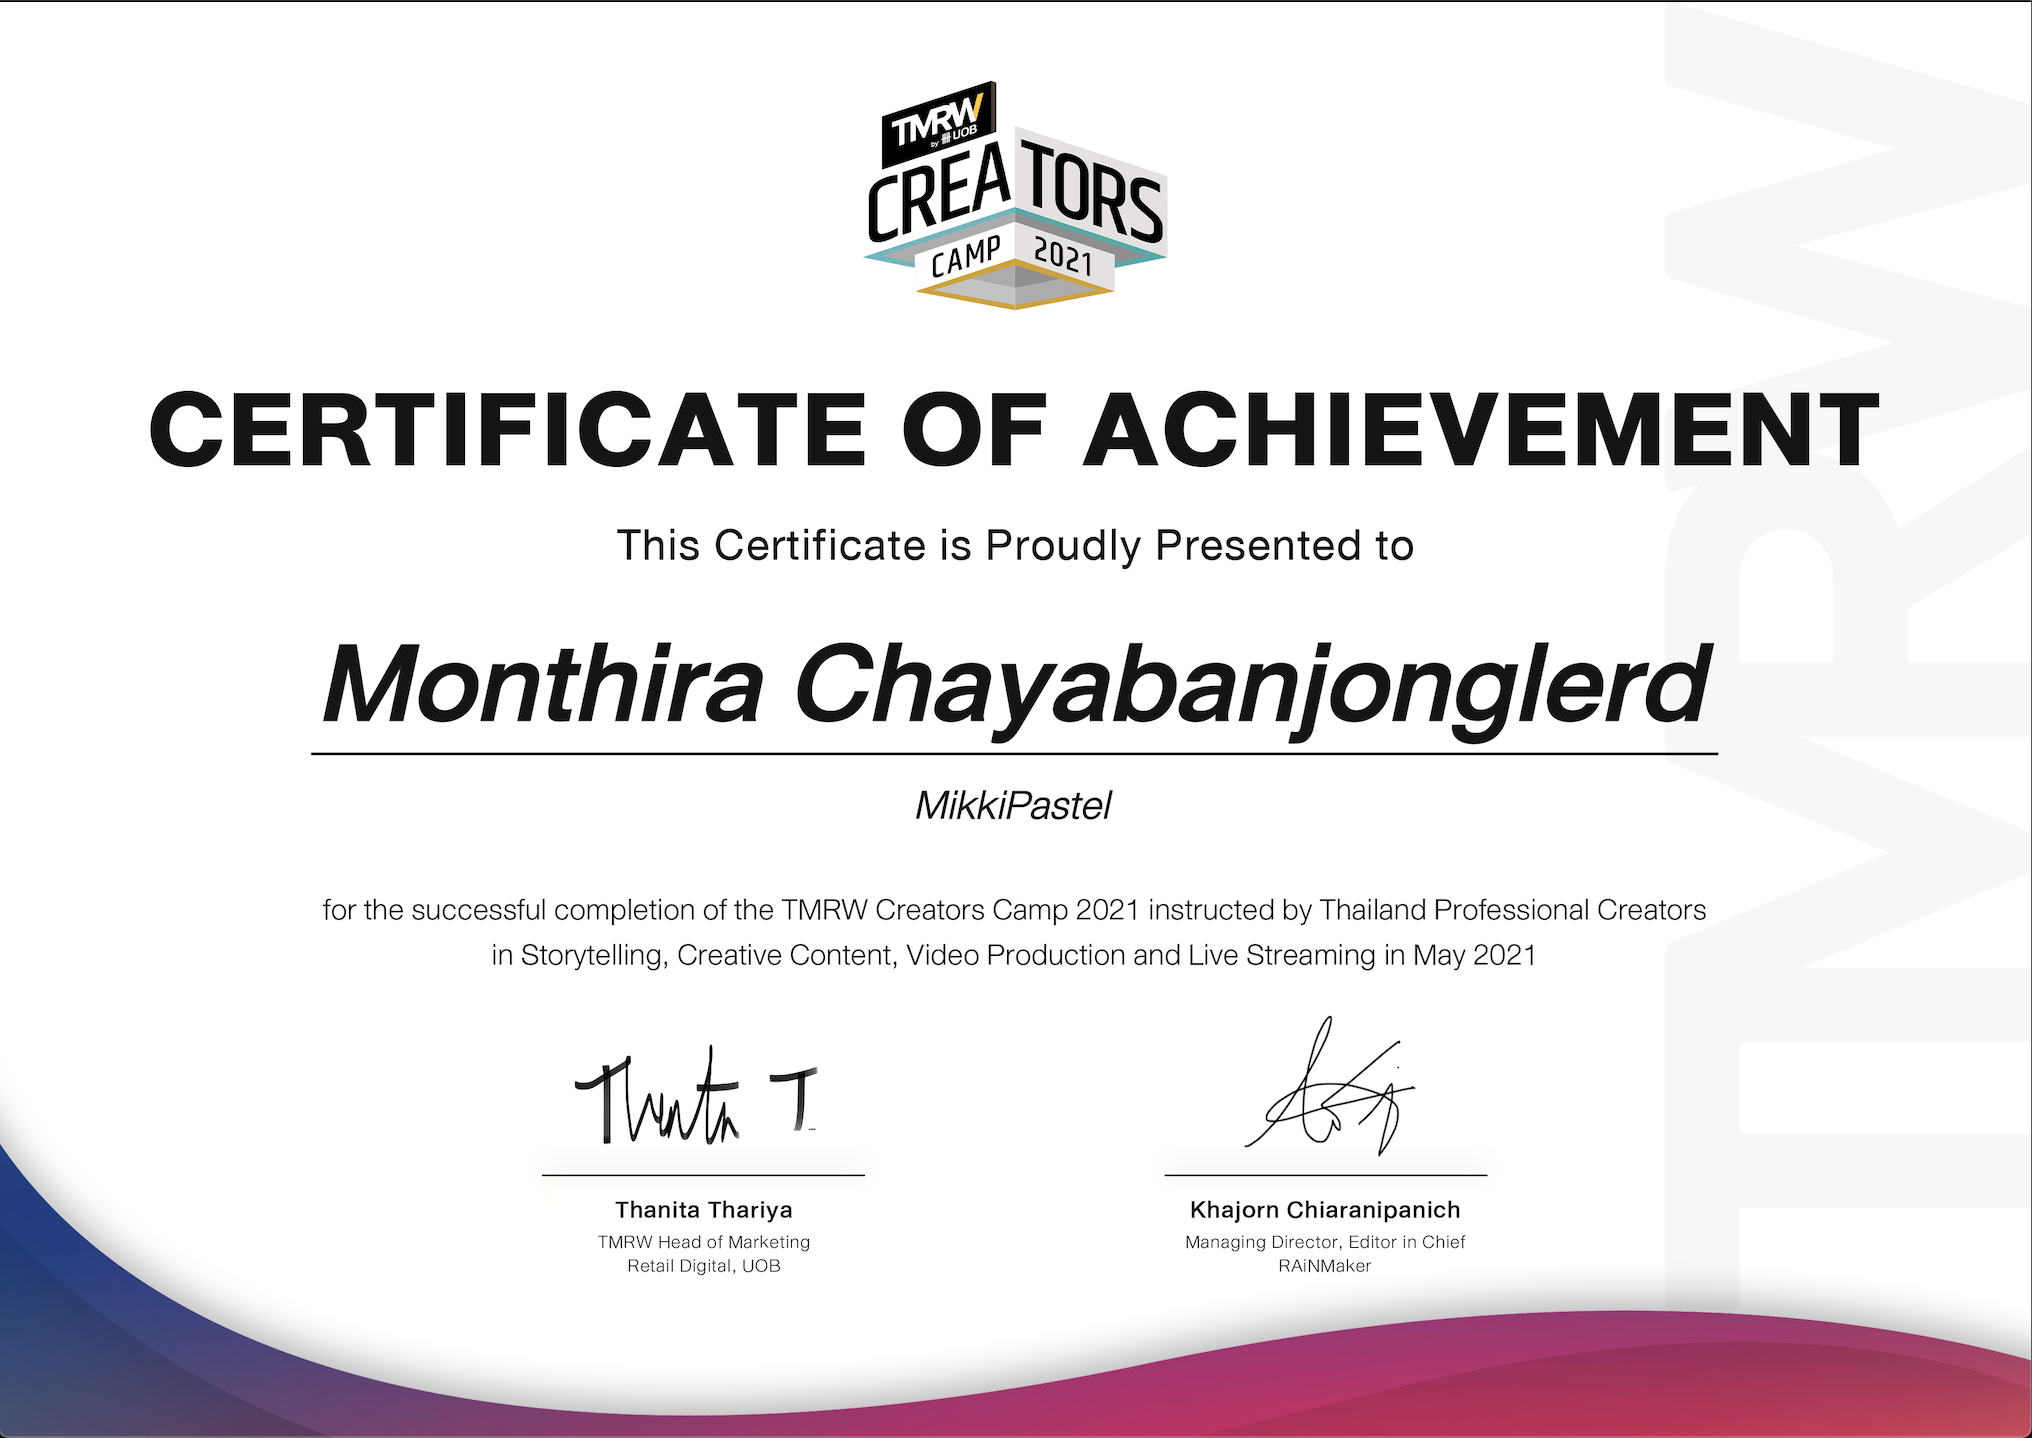 TMRW
by UOB
CREATORS
CAMP 2021
CERTIFICATE OF ACHIEVEMENT
This Certificate is Proudly Presented to
Monthira Chayabanjonglerd
MikkiPastel
for the successful completion of the TMRW Creators Camp 2021 instructed by Thailand Professional Creators
in Storytelling, Creative Content, Video Production and Live Streaming in May 2021
Thanita T.
Thanita Thariya
Khajorn Chiaranipanich
TMRW Head of Marketing
Managing Director, Editor in Chief
Retail Digital, UOB
RAiNMaker
TMRW